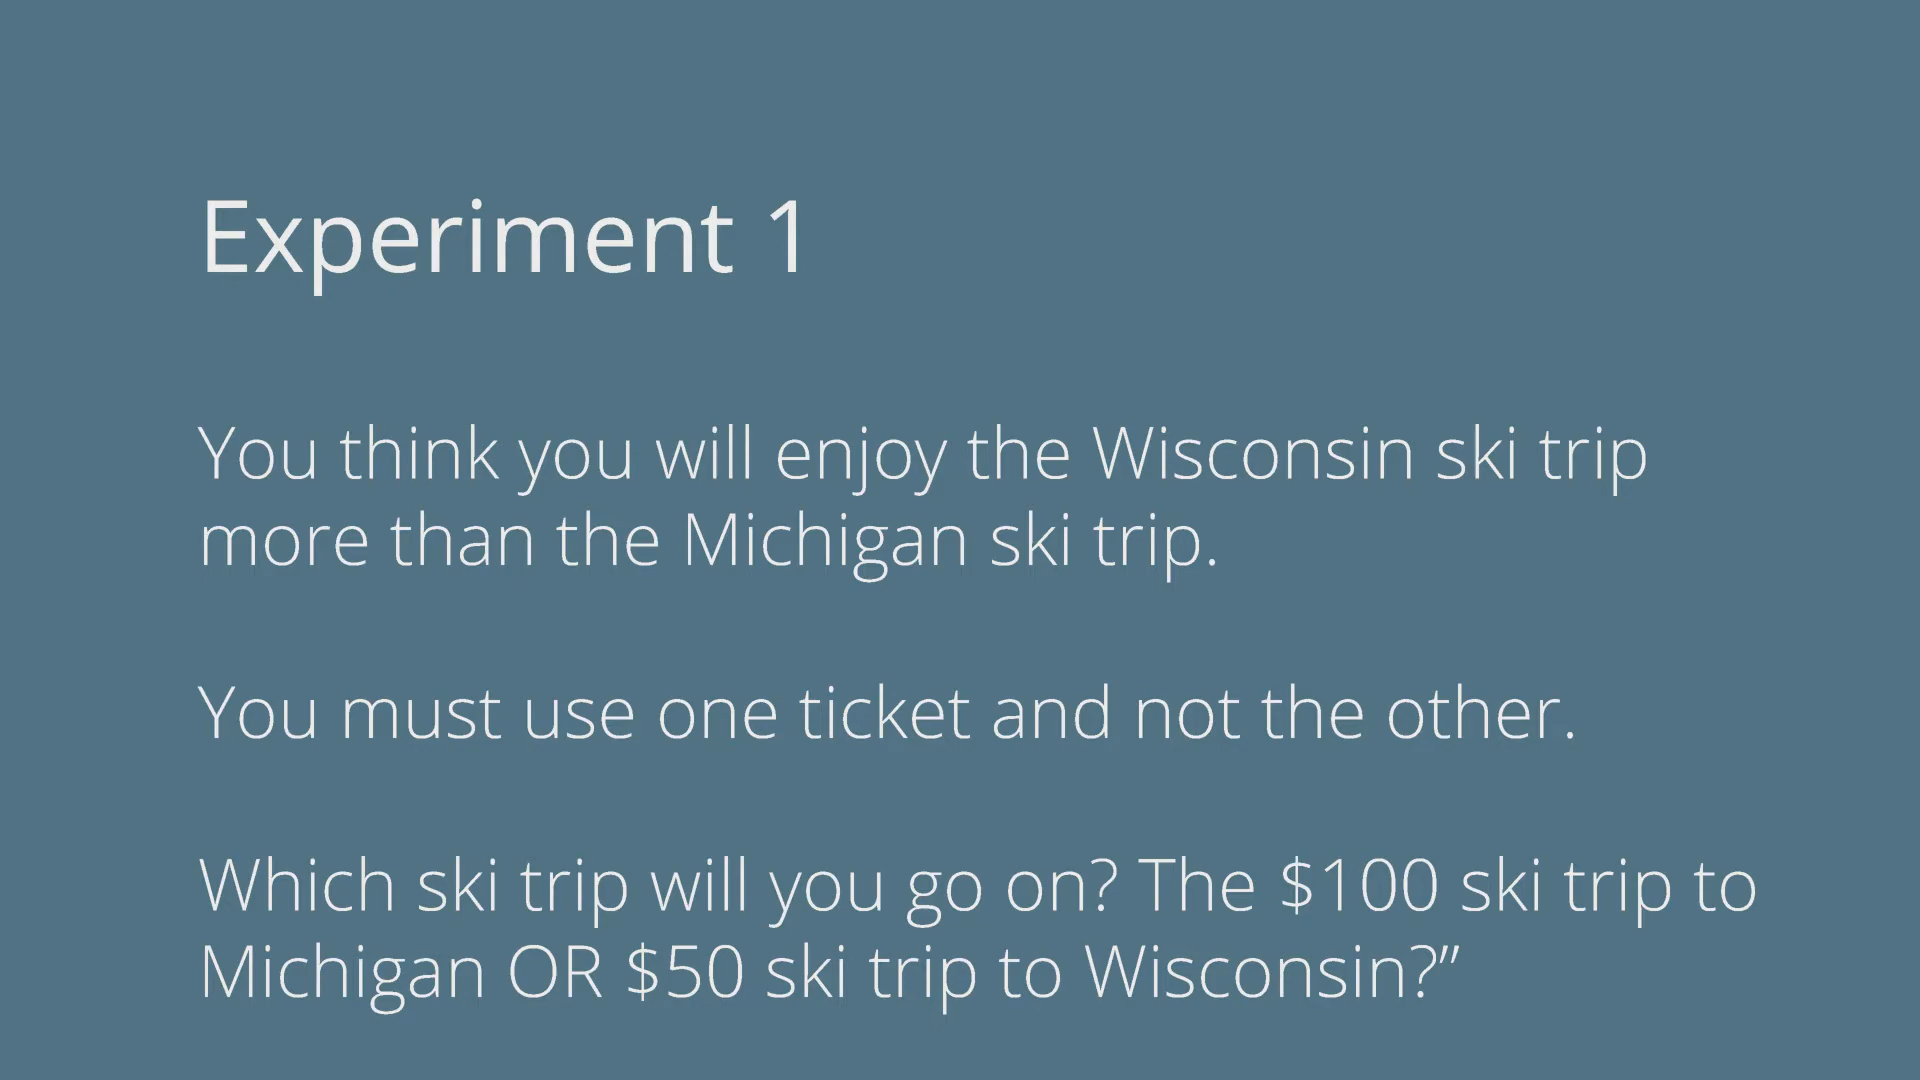 Experiment 1
You think you will enjoy the Wisconsin ski trip
more than the Michigan ski trip.
You must use one ticket and not the other.
Which ski trip will you go on? The $100 ski trip to
Michigan OR $50 ski trip to Wisconsin?”